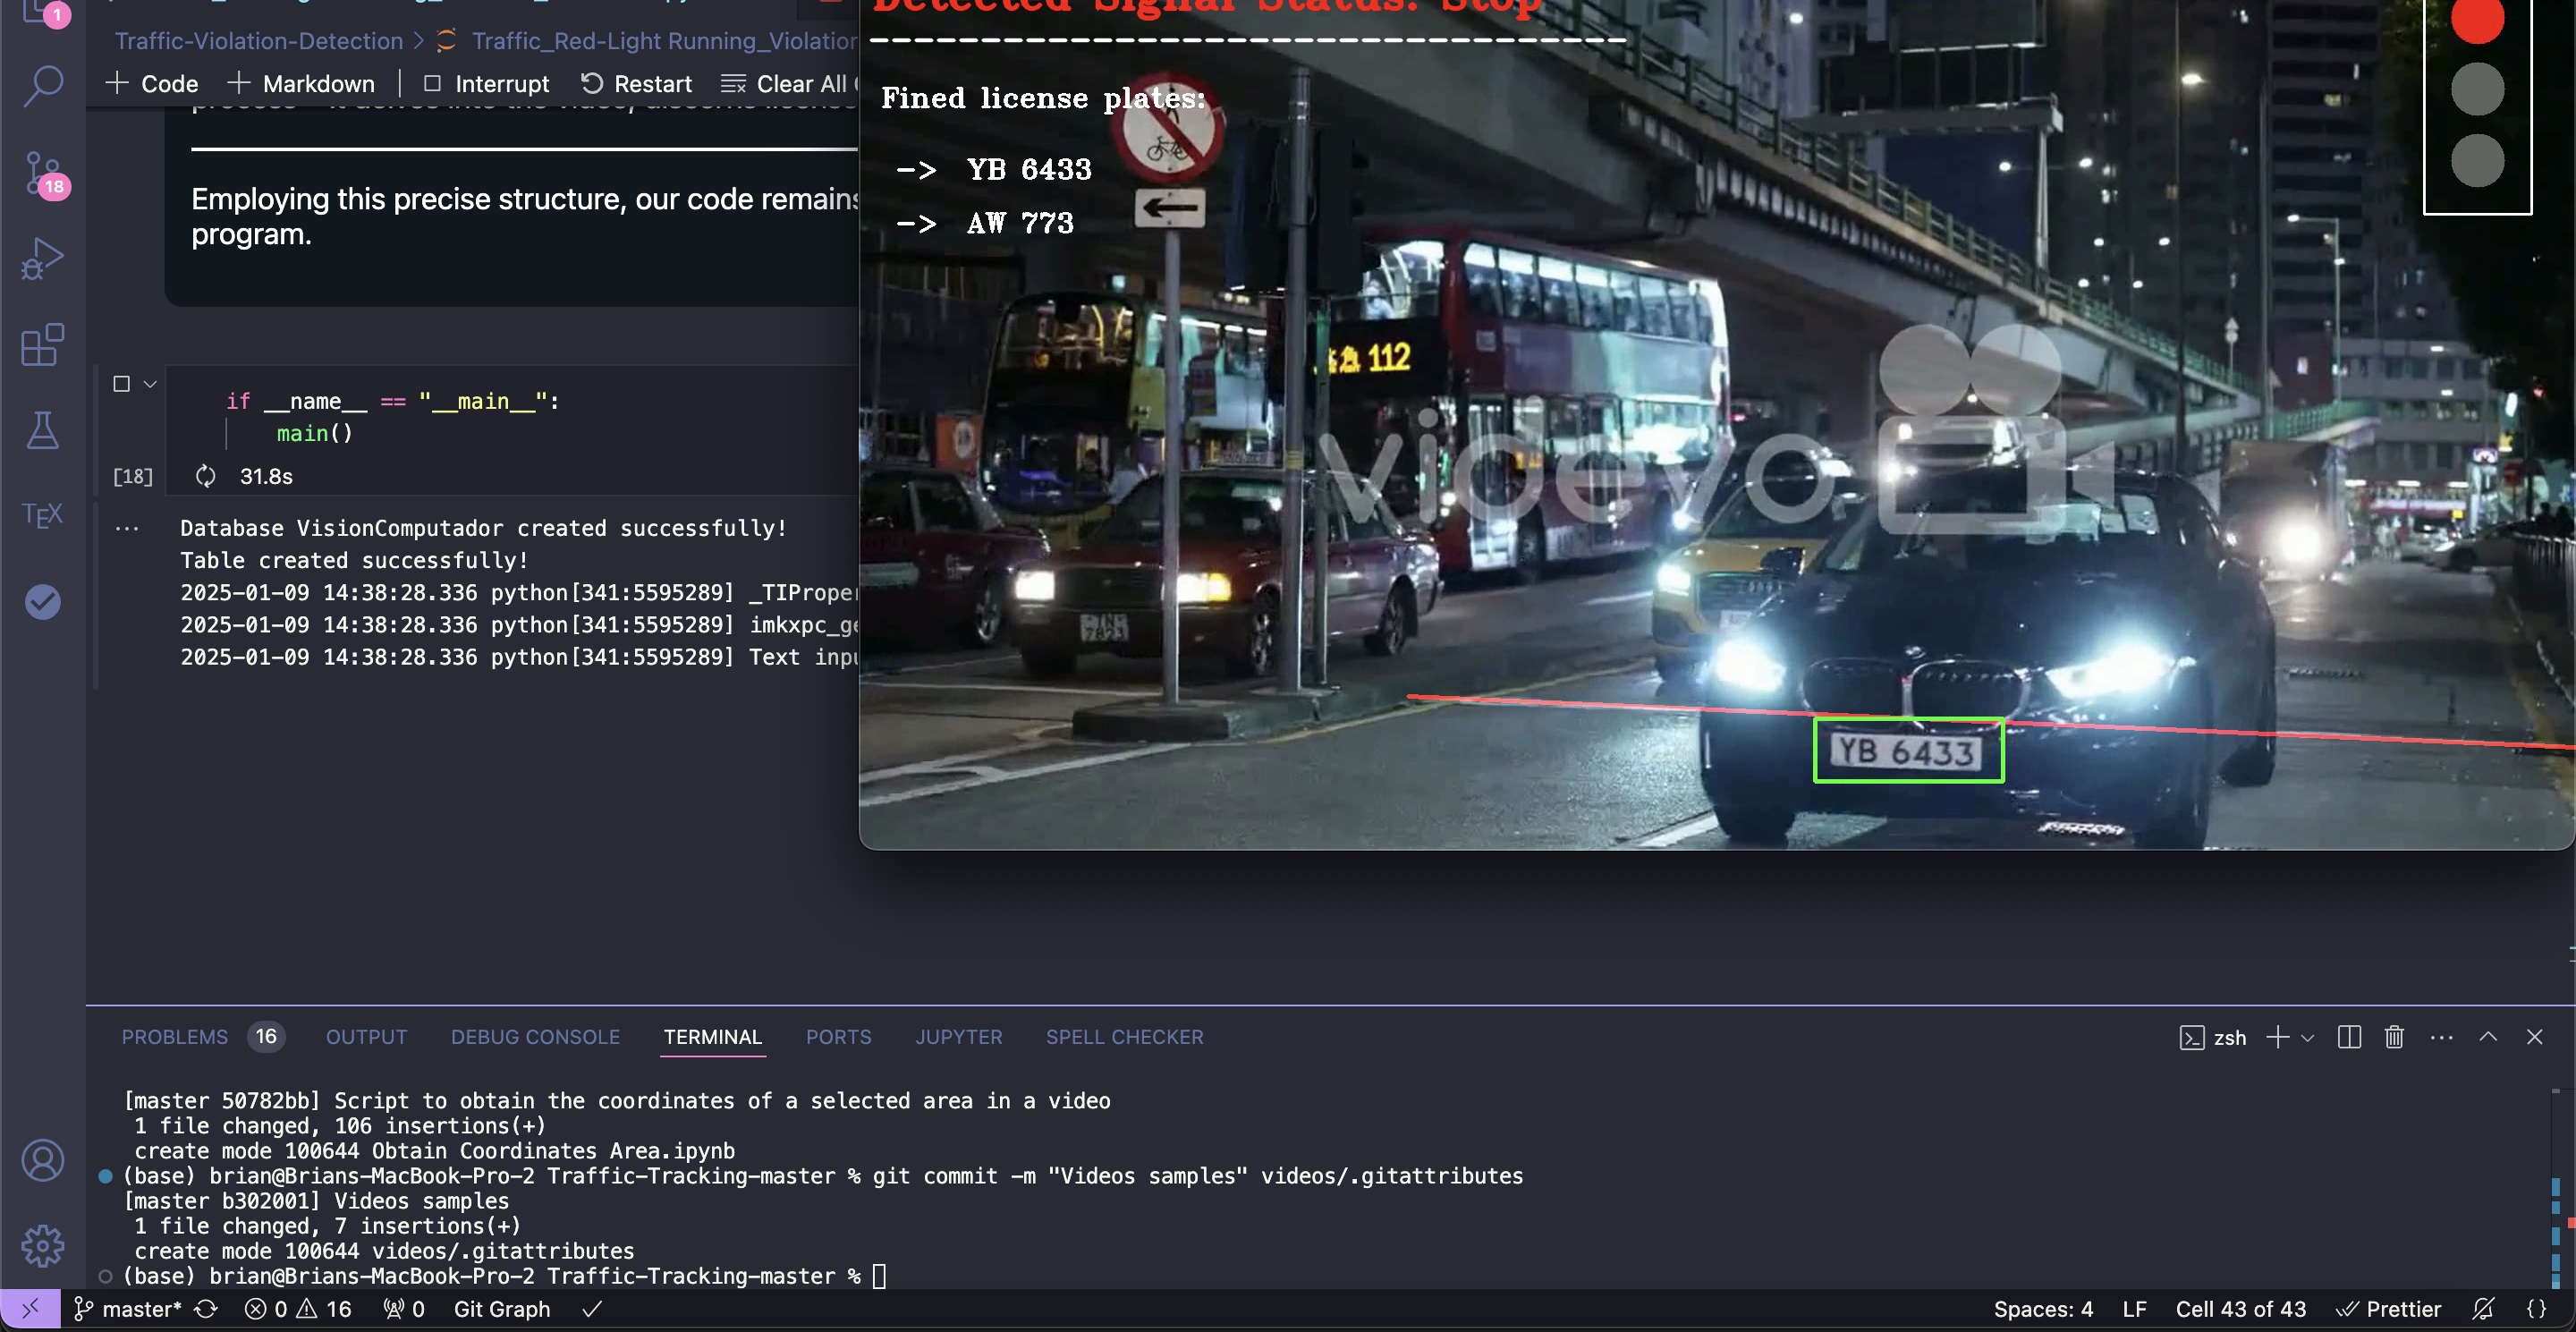 1
Traffic-Violation-Detection > Traffic_Red-Light Running_Violation
+ Code + Markdown Interrupt Restart Clear All
18
Employing this precise structure, our code remains
program.
if __name__ == "__main__":
main()
[18] 31.8s
Database VisionComputador created successfully!
Table created successfully!
2025-01-09 14:38:28.336 python[341:5595289] _TIProper
2025-01-09 14:38:28.336 python[341:5595289] imkxpc_ge
2025-01-09 14:38:28.336 python[341:5595289] Text inpu
TEX
Detected Signal Status: Stop
--------------------------------
Fined license plates:
-> YB 6433
-> AW 773
112
videvo
YB 6433
PROBLEMS 16 OUTPUT DEBUG CONSOLE TERMINAL PORTS JUPYTER SPELL CHECKER
zsh
[master 50782bb] Script to obtain the coordinates of a selected area in a video
1 file changed, 106 insertions(+)
create mode 100644 Obtain Coordinates Area.ipynb
(base) brian@Brians-MacBook-Pro-2 Traffic-Tracking-master % git commit -m "Videos samples" videos/.gitattributes
[master b302001] Videos samples
1 file changed, 7 insertions(+)
create mode 100644 videos/.gitattributes
(base) brian@Brians-MacBook-Pro-2 Traffic-Tracking-master %
master* 0 16 0 Git Graph Spaces: 4 LF Cell 43 of 43 Prettier {}